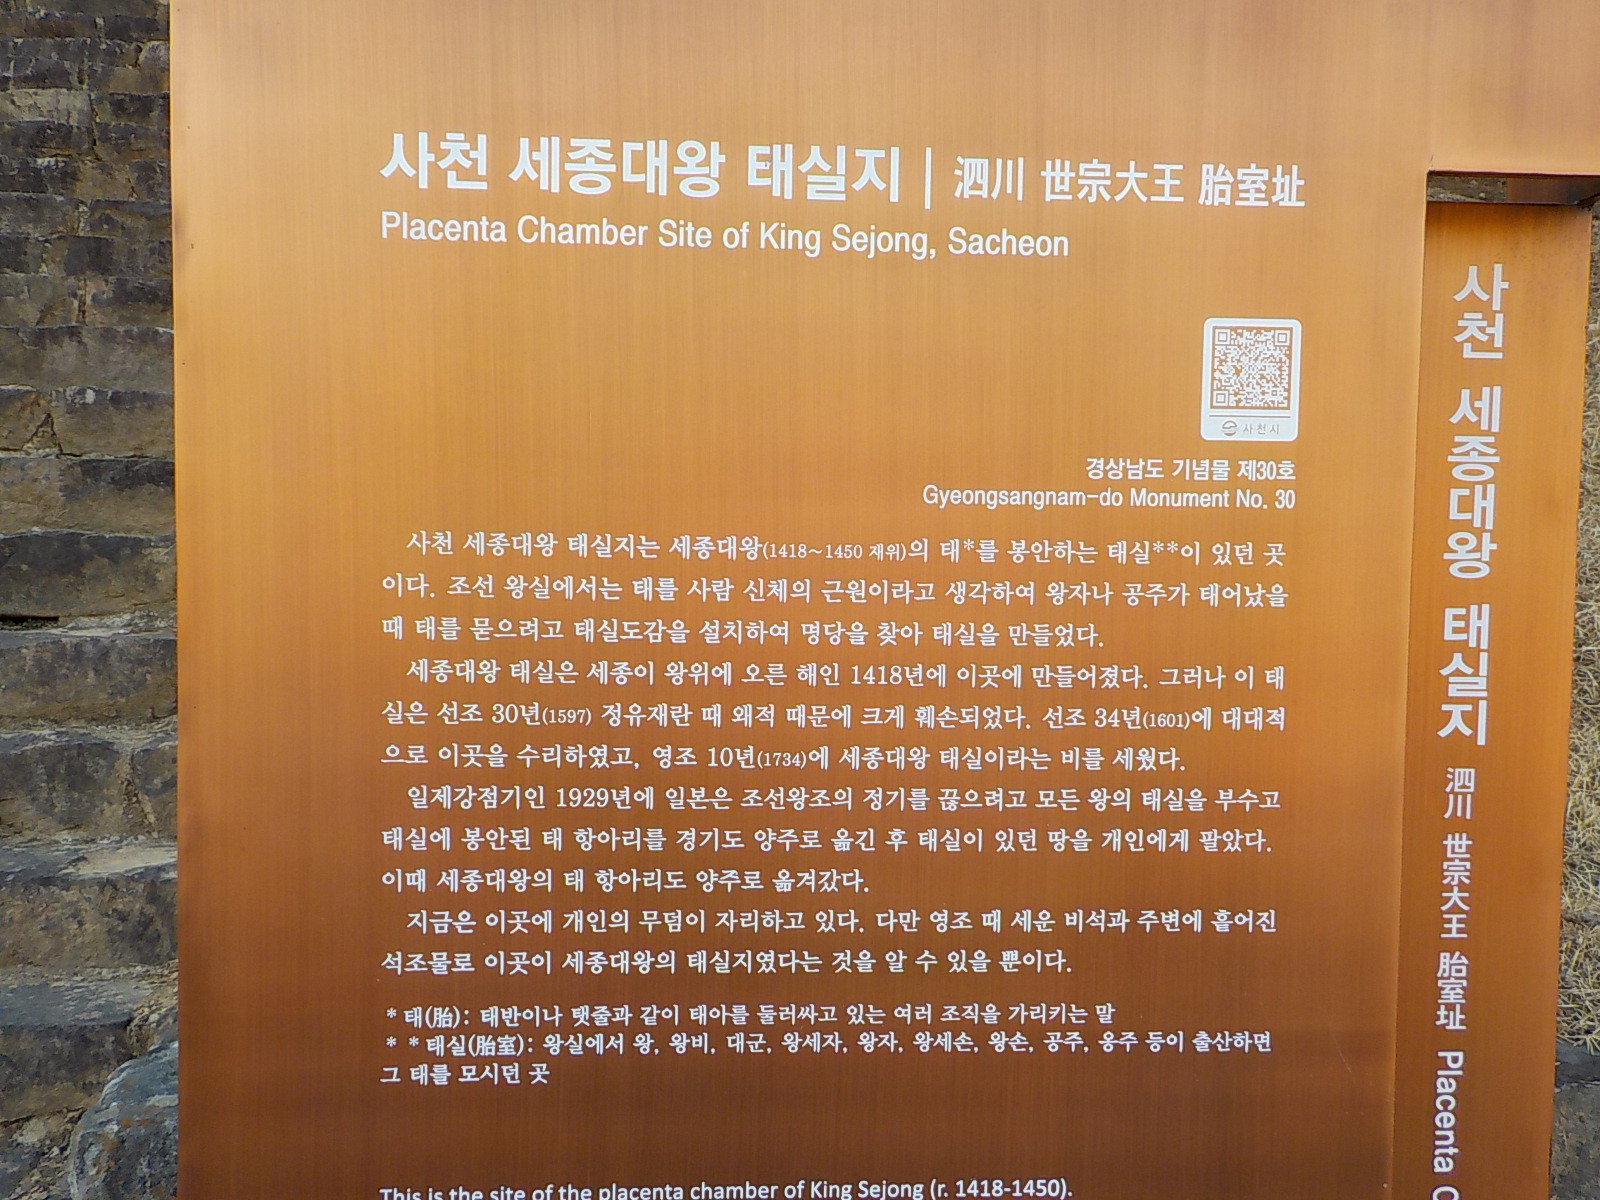 사천 세종대왕 태실지 | 泗川 世宗大王 胎室址
Placenta Chamber Site of King Sejong, Sacheon
사천시
경상남도 기념물 제30호
Gyeongsangnam-do Monument No. 30
사천 세종대왕 태실지는 세종대왕(1418~1450 재위)의 태*를 봉안하는 태실**이 있던 곳
이다. 조선 왕실에서는 태를 사람 신체의 근원이라고 생각하여 왕자나 공주가 태어났을
때 태를 묻으려고 태실도감을 설치하여 명당을 찾아 태실을 만들었다.
세종대왕 태실은 세종이 왕위에 오른 해인 1418년에 이곳에 만들어졌다. 그러나 이 태
실은 선조 30년(1597) 정유재란 때 왜적 때문에 크게 훼손되었다. 선조 34년(1601)에 대대적
으로 이곳을 수리하였고, 영조 10년(1734)에 세종대왕 태실이라는 비를 세웠다.
일제강점기인 1929년에 일본은 조선왕조의 정기를 끊으려고 모든 왕의 태실을 부수고
태실에 봉안된 태 항아리를 경기도 양주로 옮긴 후 태실이 있던 땅을 개인에게 팔았다.
이때 세종대왕의 태 항아리도 양주로 옮겨갔다.
지금은 이곳에 개인의 무덤이 자리하고 있다. 다만 영조 때 세운 비석과 주변에 흩어진
석조물로 이곳이 세종대왕의 태실지였다는 것을 알 수 있을 뿐이다.
* 태(胎): 태반이나 탯줄과 같이 태아를 둘러싸고 있는 여러 조직을 가리키는 말
* * 태실(胎室): 왕실에서 왕, 왕비, 대군, 왕세자, 왕자, 왕세손, 왕손, 공주, 옹주 등이 출산하면
그 태를 모시던 곳
This is the site of the placenta chamber of King Sejong (r. 1418-1450).
사천 세종대왕 태실지 泗川 世宗大王 胎室址 Placenta C